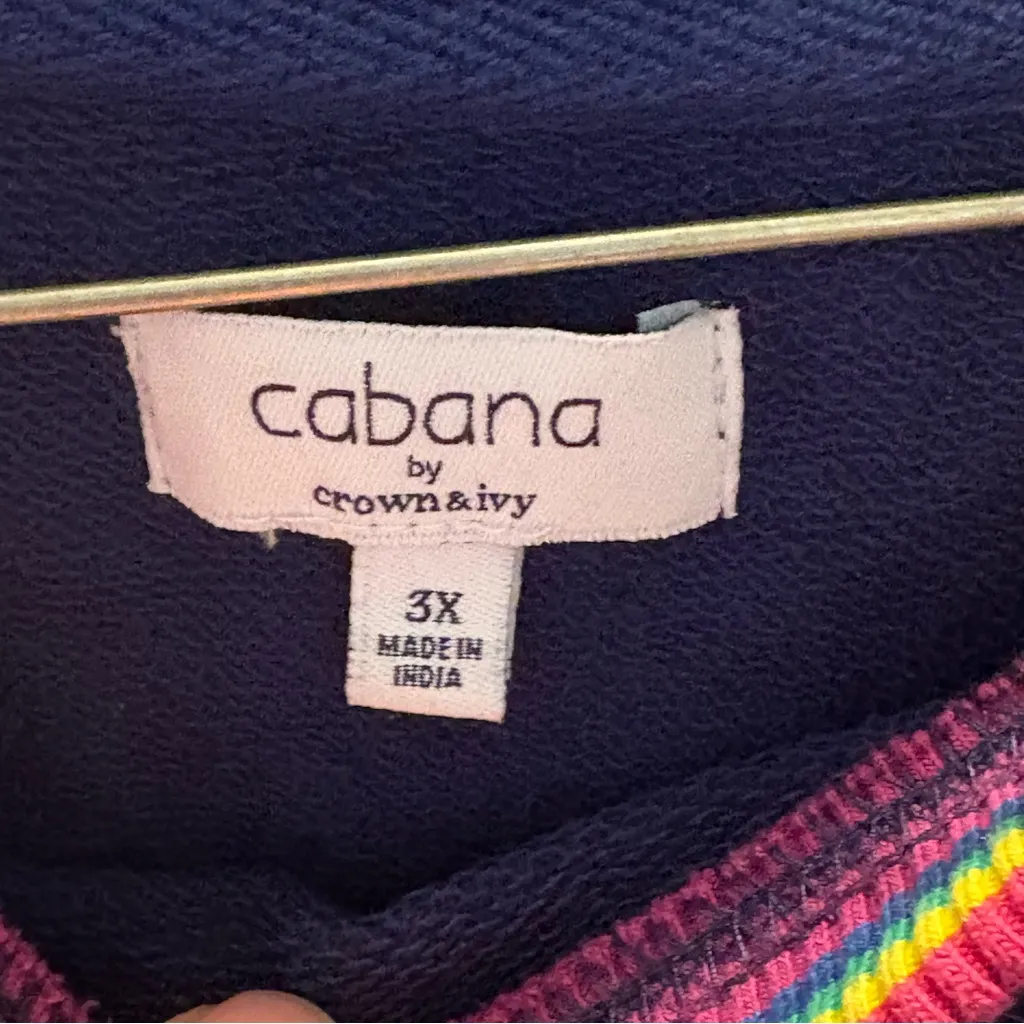 cabana
by
crown & ivy
3X
MADE IN
INDIA